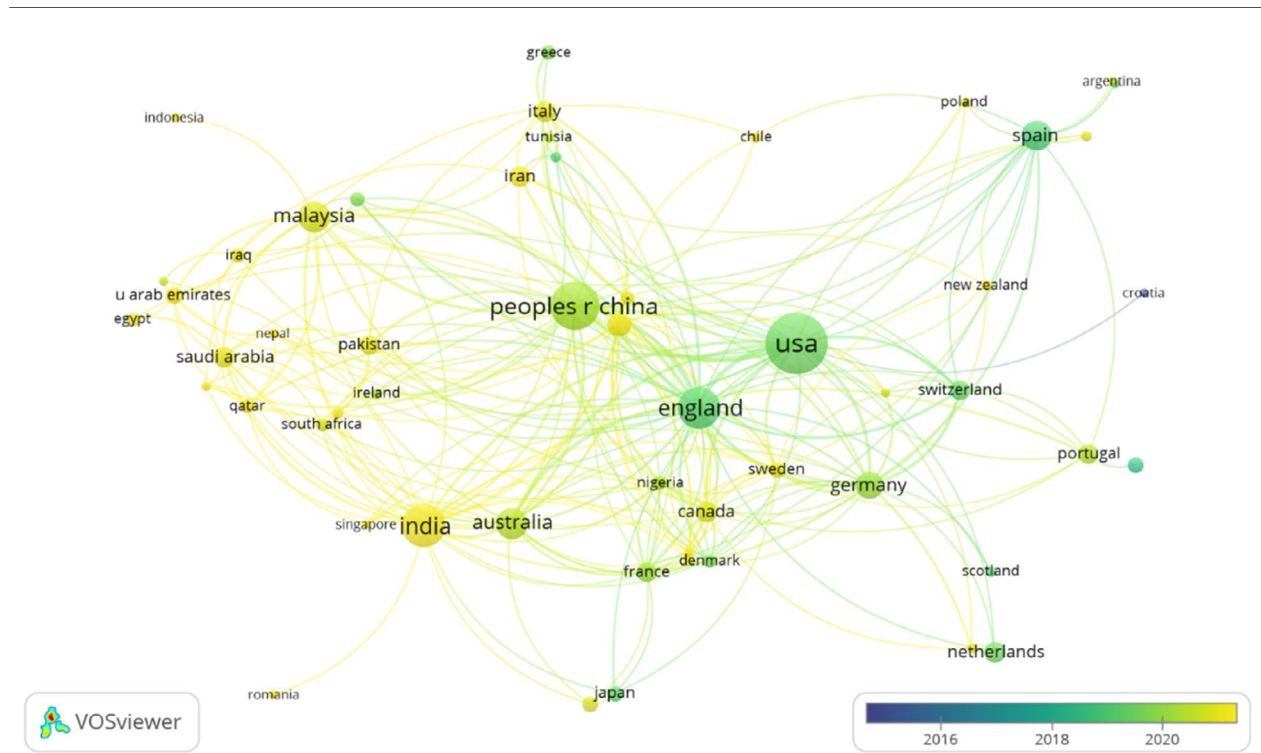 greece
argentina
poland
italy
indonesia
tunisia
chile
spain
iran
malaysia
iraq
new zealand
u arab emirates
croatia
peoples r china
egypt
nepal
pakistan
usa
saudi arabia
ireland
switzerland
qatar
england
south africa
portugal
sweden
nigeria
germany
canada
singapore
india
australia
denmark
france
scotland
netherlands
romania
japan
VOSviewer
2016 2018 2020